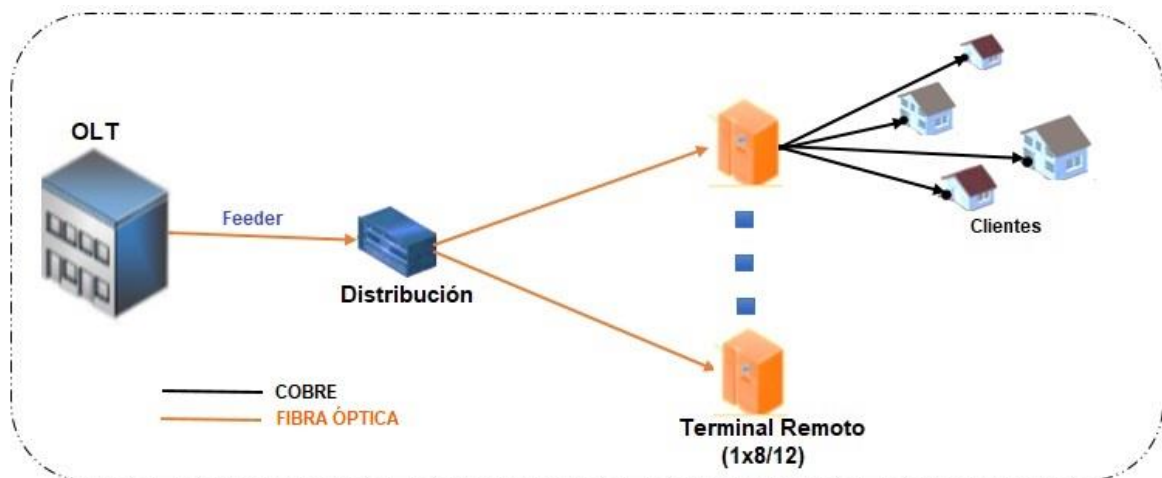 OLT
Feeder
Distribución
Clientes
COBRE
FIBRA ÓPTICA
Terminal Remoto
(1x8/12)